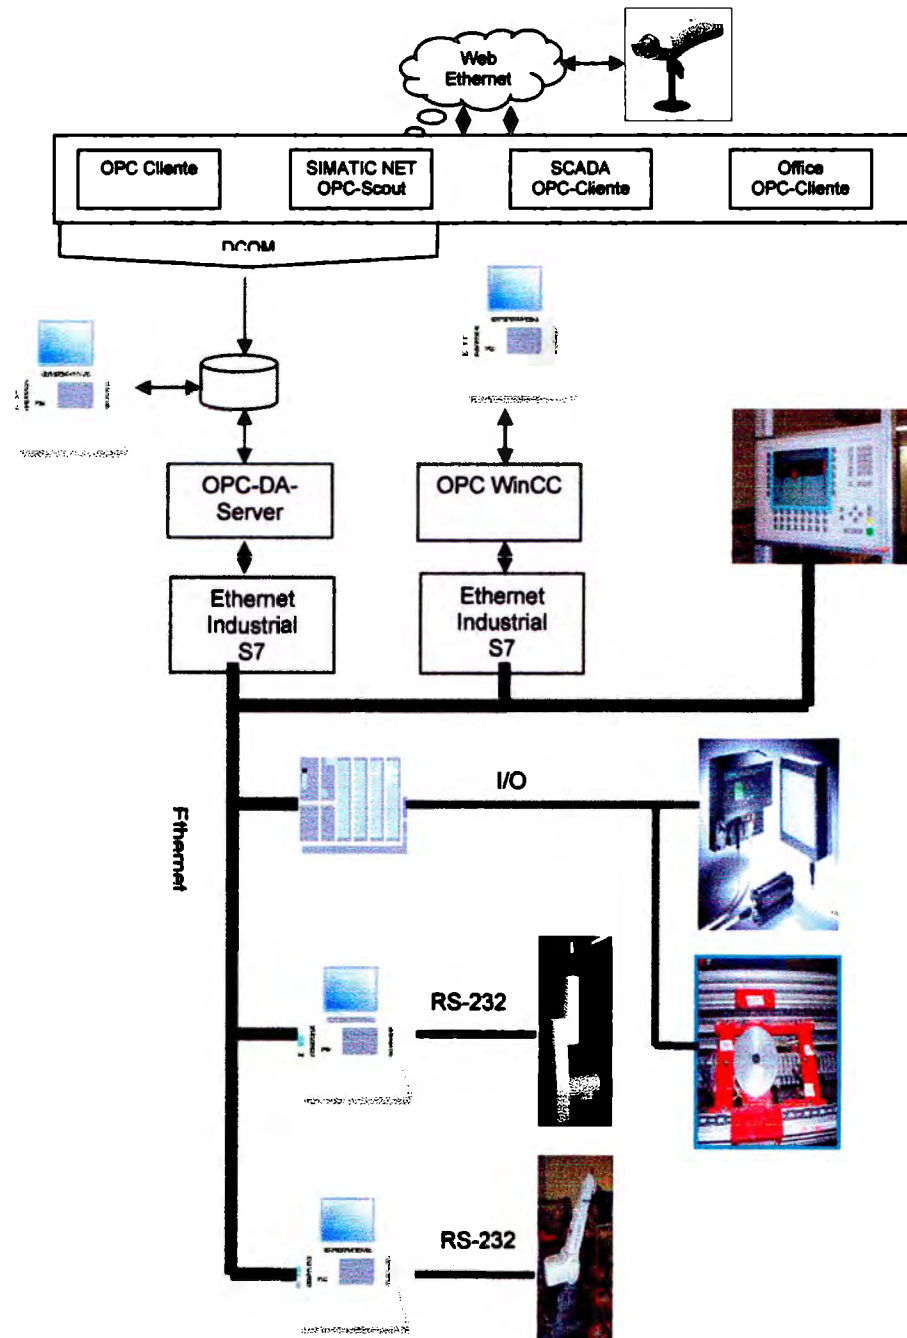 Web
Ethernet
OPC Cliente
SIMATIC NET
OPC-Scout
SCADA
OPC-Cliente
Office
OPC-Cliente
DCOM
OPC-DA-
Server
OPC WinCC
Ethernet
Industrial
S7
Ethernet
Industrial
S7
I/O
Ethernet
RS-232
RS-232